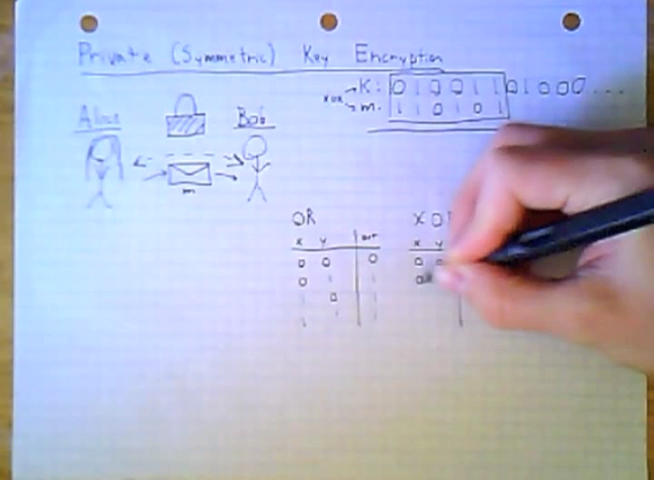 Private (Symmetric) Key Encryption
K: 0 1 0 0 1 1 0 1 0 0 0 ...
xor
m: 1 1 0 1 0 1
Alice
Bob
m
OR
XO
x y out
x y
0 0 0
0
0 1 1
0
1 0 1
1 1 1